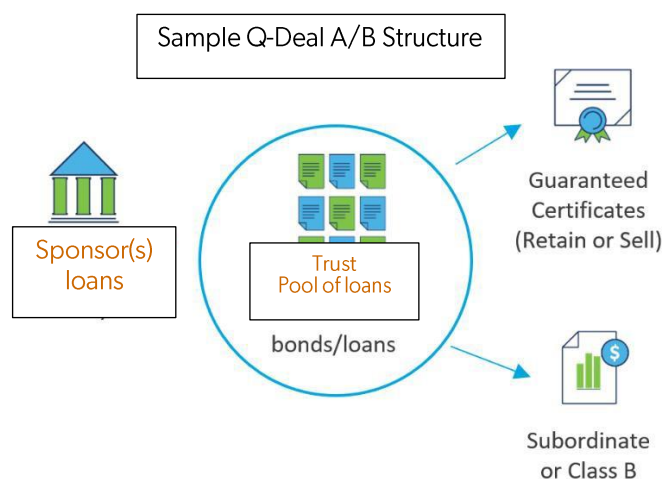 Sample Q-Deal A/B Structure
Sponsor(s)
loans
Trust
Pool of loans
bonds/loans
Guaranteed
Certificates
(Retain or Sell)
$
Subordinate
or Class B